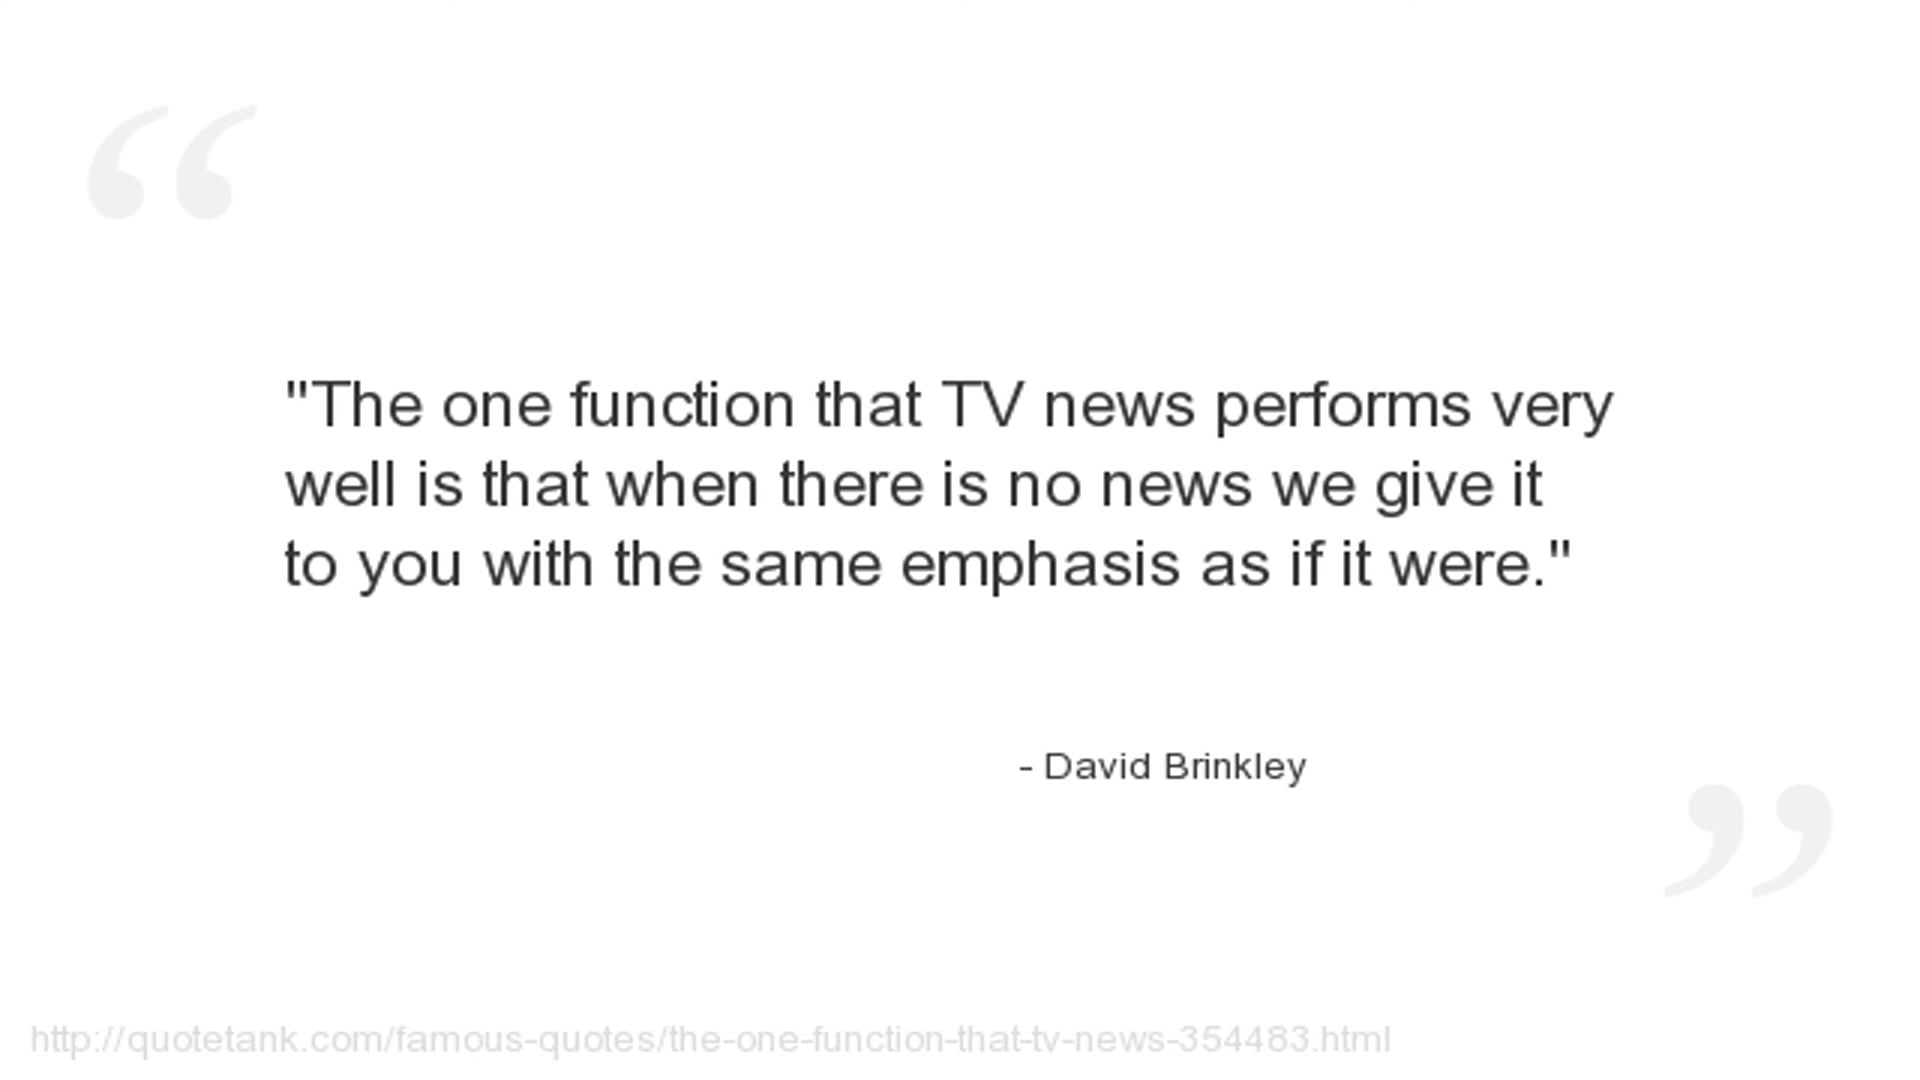 "The one function that TV news performs very
well is that when there is no news we give it
to you with the same emphasis as if it were."
- David Brinkley
http://quotetank.com/famous-quotes/the-one-function-that-tv-news-354483.html